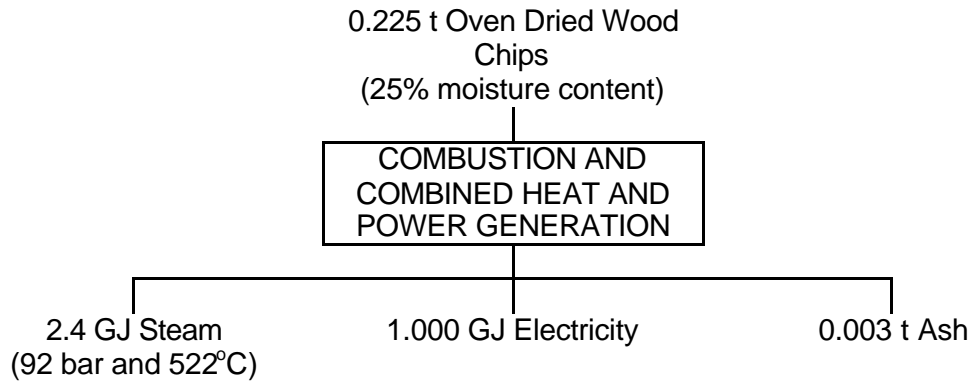 0.225 t Oven Dried Wood
Chips
(25% moisture content)
COMBUSTION AND
COMBINED HEAT AND
POWER GENERATION
2.4 GJ Steam
(92 bar and 522°C)
1.000 GJ Electricity
0.003 t Ash